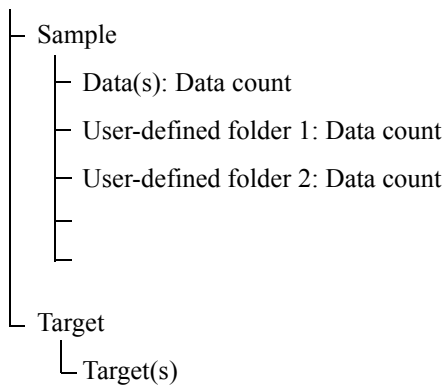 Sample
Data(s): Data count
User-defined folder 1: Data count
User-defined folder 2: Data count
Target
Target(s)